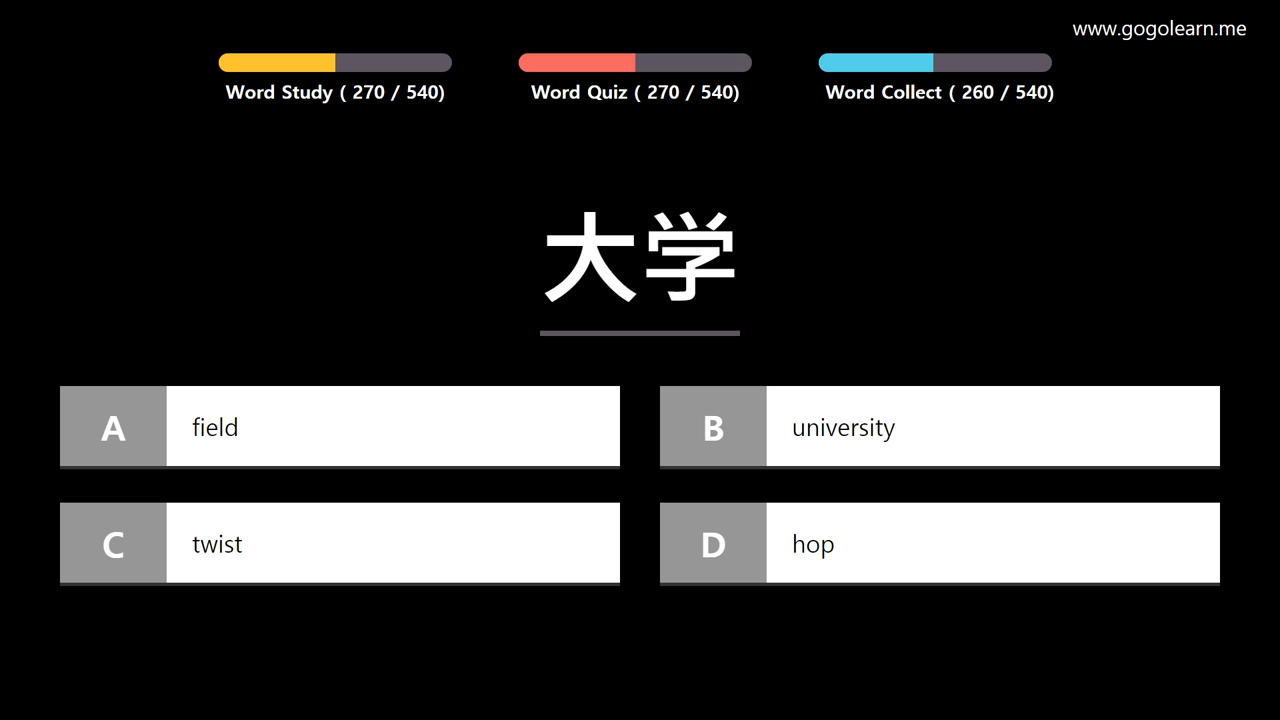 www.gogolearn.me
Word Study ( 270 / 540)
Word Quiz ( 270 / 540)
Word Collect ( 260 / 540)
大学
A field
B university
C twist
D hop